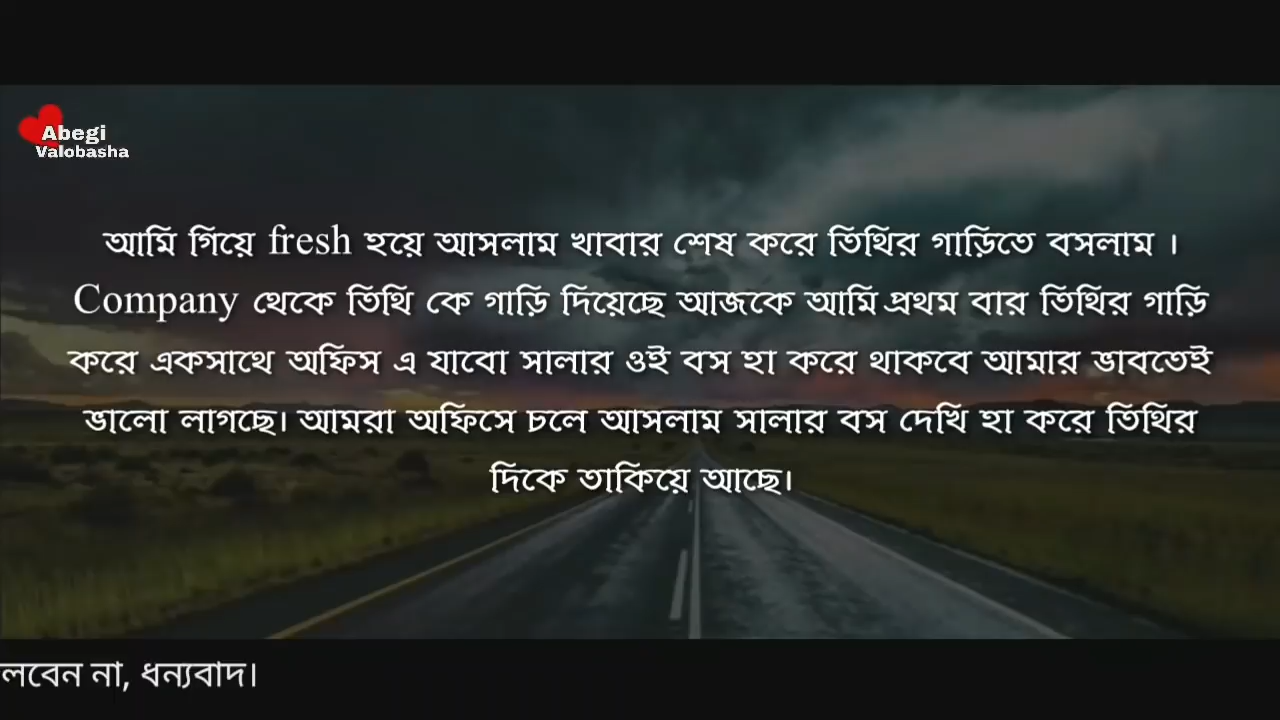 Abegi
Valobasha
আমি গিয়ে fresh হয়ে আসলাম খাবার শেষ করে তিথির গাড়িতে বসলাম ।
Company থেকে তিথি কে গাড়ি দিয়েছে আজকে আমি প্রথম বার তিথির গাড়ি
করে একসাথে অফিস এ যাবো সালার ওই বস হা করে থাকবে আমার ভাবতেই
ভালো লাগছে। আমরা অফিসে চলে আসলাম সালার বস দেখি হা করে তিথির
দিকে তাকিয়ে আছে।
লবেন না, ধন্যবাদ।